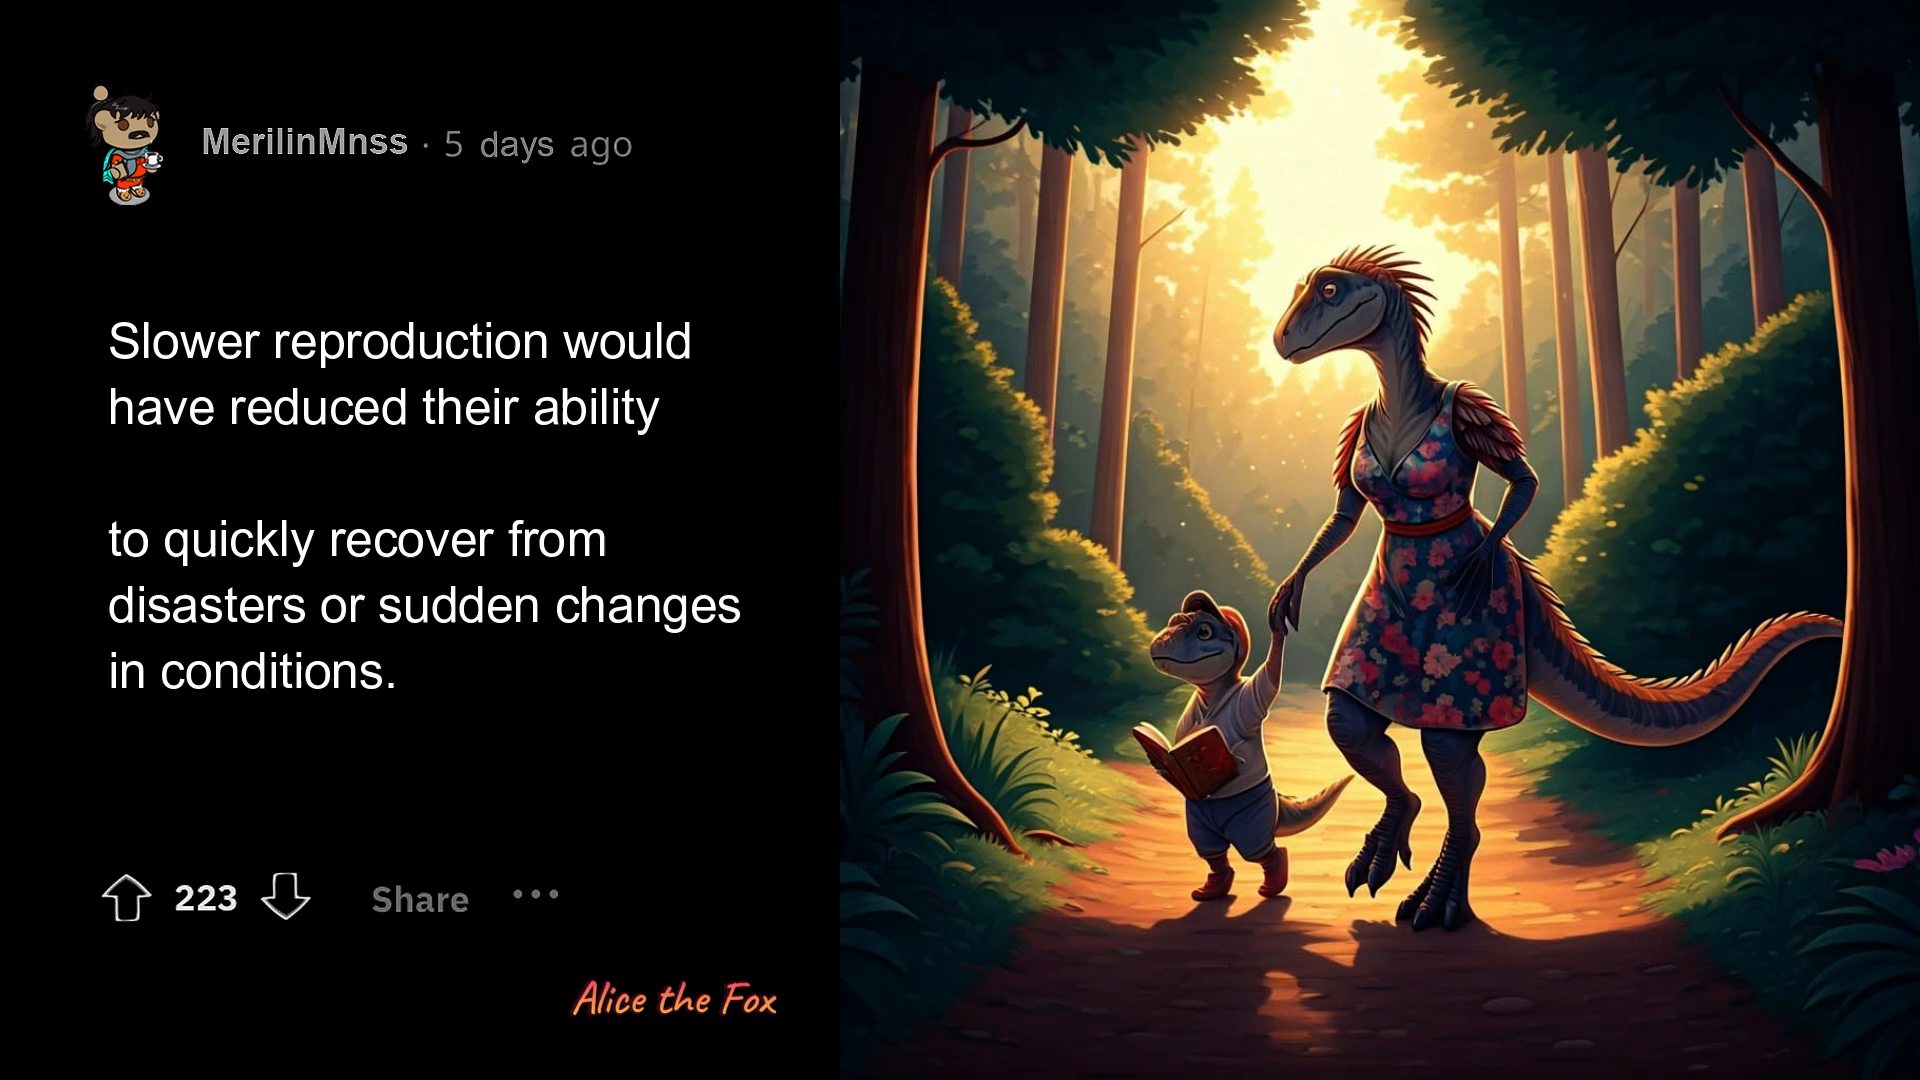 MerilinMnss · 5 days ago
Slower reproduction would
have reduced their ability
to quickly recover from
disasters or sudden changes
in conditions.
223 Share ...
Alice the Fox